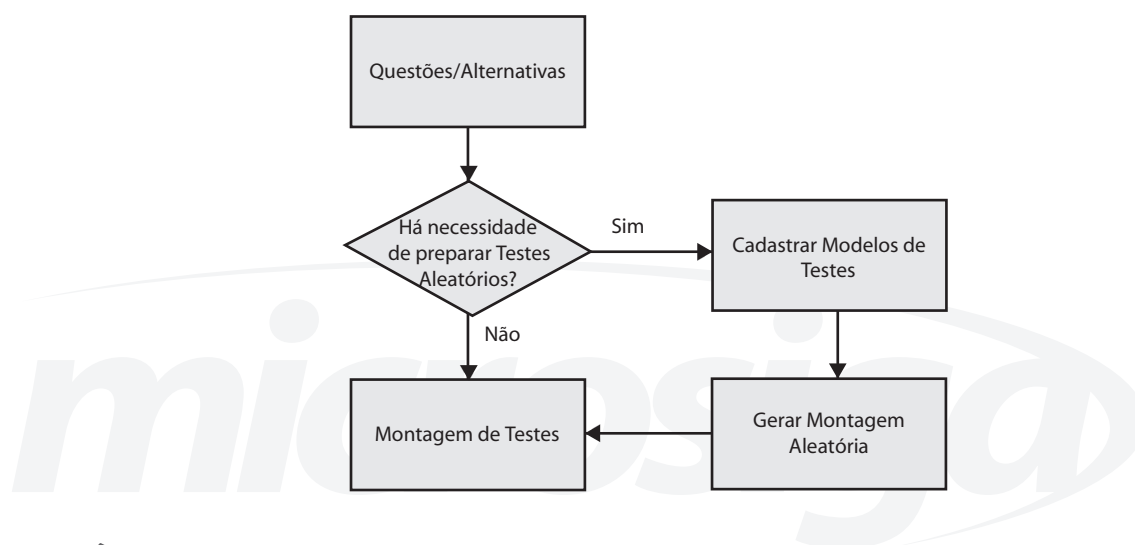 Questões/Alternativas
Há necessidade
de preparar Testes
Aleatórios?
Sim
Cadastrar Modelos de
Testes
Não
Montagem de Testes
Gerar Montagem
Aleatória
microsiga